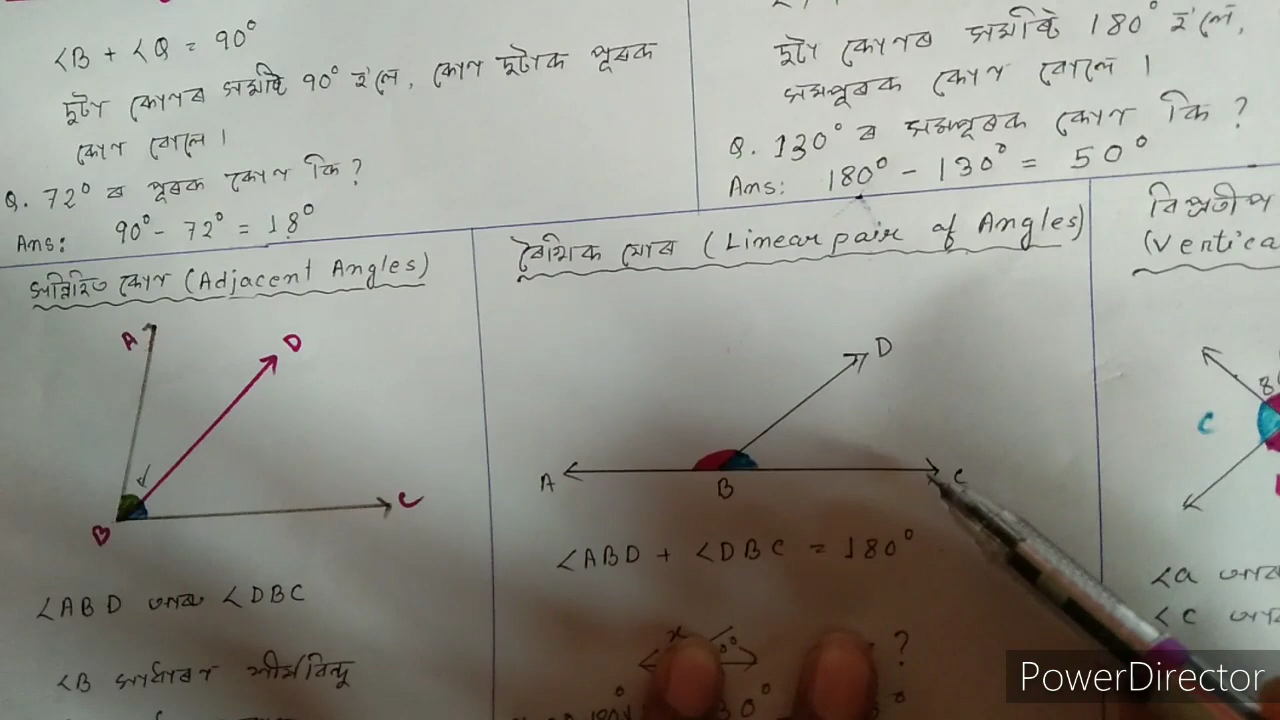 ∠B + ∠Q = 90°
দুটা কোণৰ সমষ্টি 90° হ'লে, কোণ দুটাক পূৰক
কোণ বোলে।
Q. 72° ৰ পূৰক কোণ কি?
Ans: 90° - 72° = 18°
দুটা কোণৰ সমষ্টি 180° হ'লে,
সম্পূৰক কোণ বোলে।
Q. 130° ৰ সম্পূৰক কোণ কি?
Ans: 180° - 130° = 50°
সন্নিহিত কোণ (Adjacent Angles)
A
D
B
C
∠ABD আৰু ∠DBC
∠B সাধাৰণ শীৰ্ষবিন্দু
ৰৈখিক যোৰ (Linear pair of Angles)
D
A
B
C
∠ABD + ∠DBC = 180°
x
?
বিপ্ৰতীপ
(Vertica
C
∠a আৰু
∠c
PowerDirector